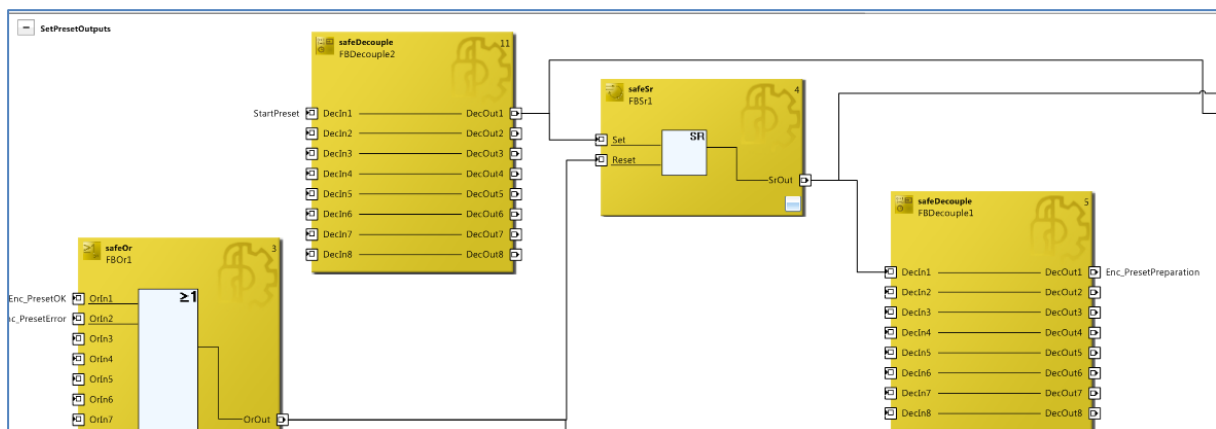 SetPresetOutputs
safeDecouple
FBDecouple2
11
StartPreset
DecIn1 DecOut1
DecIn2 DecOut2
DecIn3 DecOut3
DecIn4 DecOut4
DecIn5 DecOut5
DecIn6 DecOut6
DecIn7 DecOut7
DecIn8 DecOut8
safeSr
FBSr1
4
Set
SR
Reset
SrOut
safeOr
FBOr1
3
Enc_PresetOK
OrIn1
≥1
nc_PresetError
OrIn2
OrIn3
OrIn4
OrIn5
OrIn6
OrIn7
OrOut
safeDecouple
FBDecouple1
5
DecIn1 DecOut1 Enc_PresetPreparation
DecIn2 DecOut2
DecIn3 DecOut3
DecIn4 DecOut4
DecIn5 DecOut5
DecIn6 DecOut6
DecIn7 DecOut7
DecIn8 DecOut8